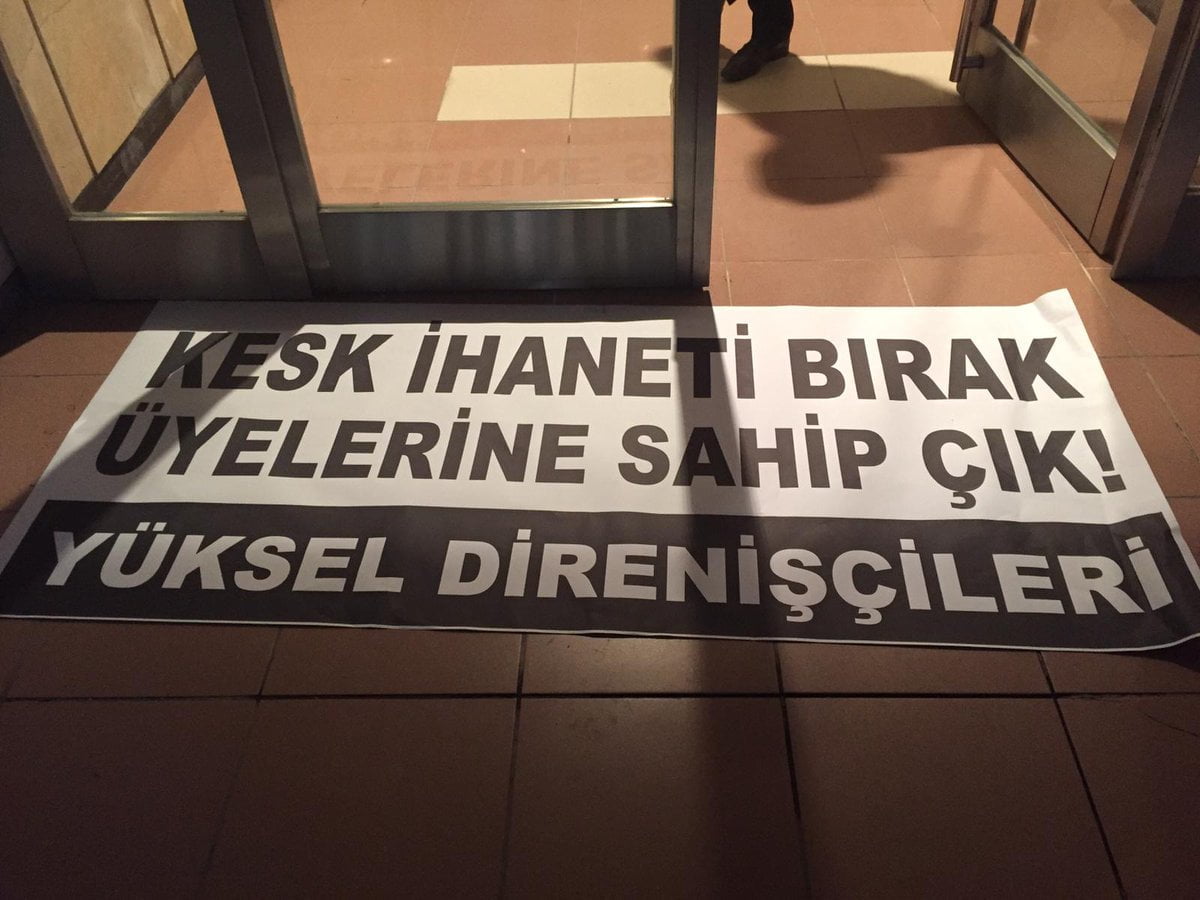 KESK İHANETİ BIRAK
ÜYELERİNE SAHİP ÇIK!
YÜKSEL DİRENİŞÇİLERİ